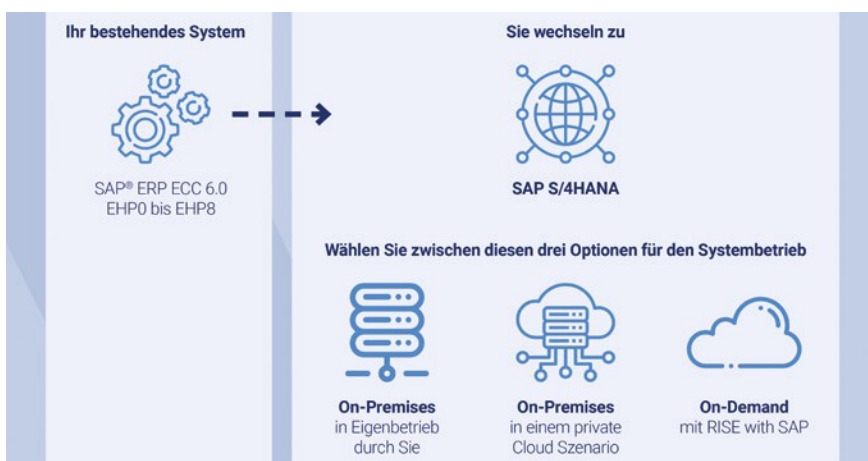 Ihr bestehendes System
SAP® ERP ECC 6.0
EHP0 bis EHP8
Sie wechseln zu
SAP S/4HANA
Wählen Sie zwischen diesen drei Optionen für den Systembetrieb
On-Premises
in Eigenbetrieb
durch Sie
On-Premises
in einem private
Cloud Szenario
On-Demand
mit RISE with SAP